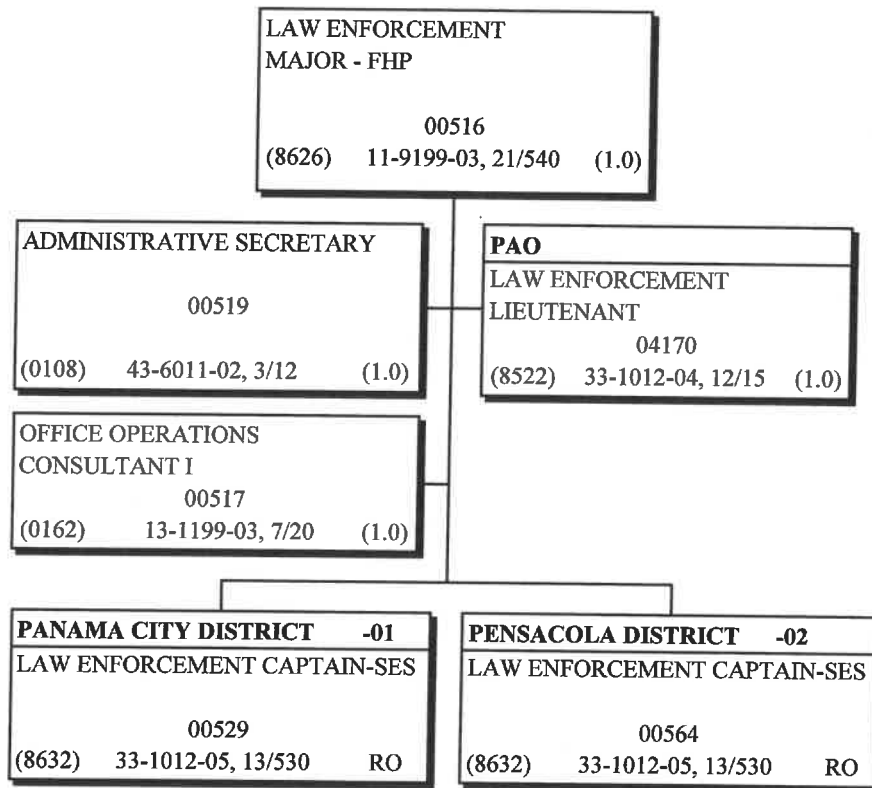 LAW ENFORCEMENT
MAJOR - FHP
00516
(8626) 11-9199-03, 21/540 (1.0)
ADMINISTRATIVE SECRETARY
00519
(0108) 43-6011-02, 3/12 (1.0)
PAO
LAW ENFORCEMENT
LIEUTENANT
04170
(8522) 33-1012-04, 12/15 (1.0)
OFFICE OPERATIONS
CONSULTANT I
00517
(0162) 13-1199-03, 7/20 (1.0)
PANAMA CITY DISTRICT -01
LAW ENFORCEMENT CAPTAIN-SES
00529
(8632) 33-1012-05, 13/530 RO
PENSACOLA DISTRICT -02
LAW ENFORCEMENT CAPTAIN-SES
00564
(8632) 33-1012-05, 13/530 RO